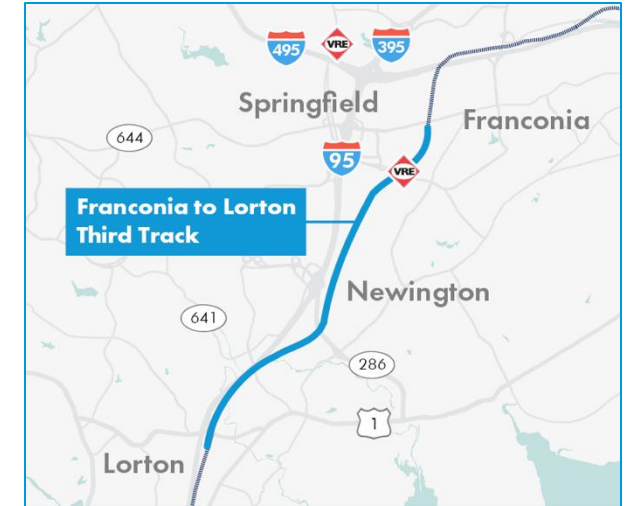 495
VRE
395
Springfield
Franconia
644
95
VRE
Franconia to Lorton
Third Track
Newington
641
286
1
Lorton